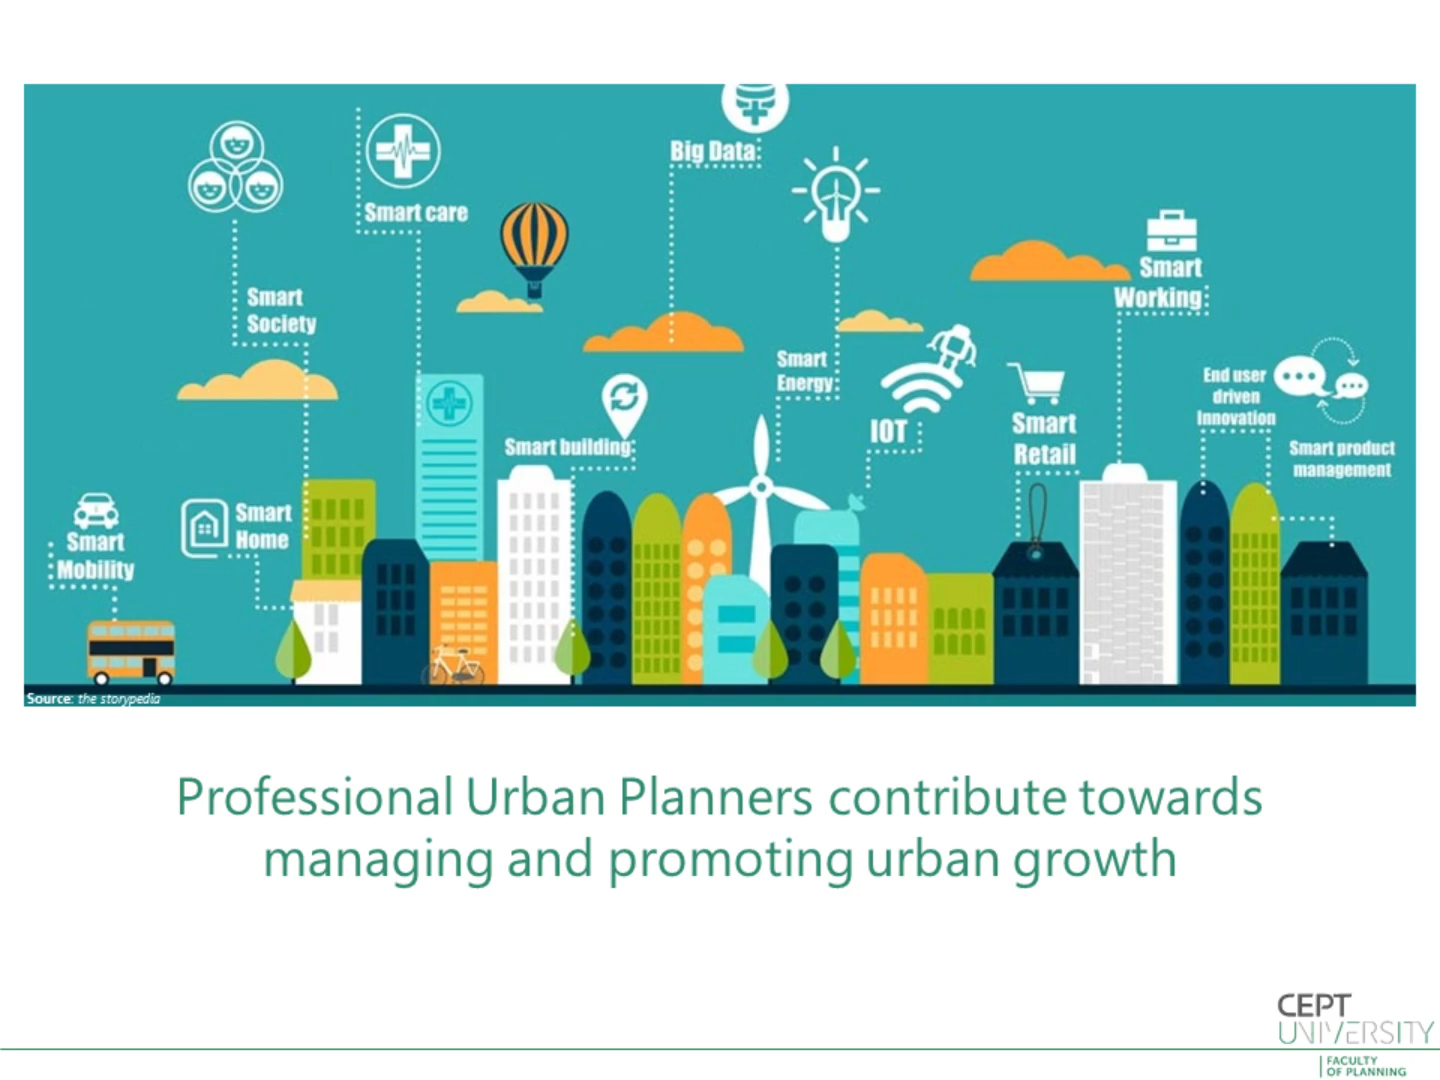 Big Data
Smart care
Smart
Working
Smart
Society
Smart
Energy
End user
driven
Innovation
IOT
Smart
Retail
Smart building
Smart product
management
Smart
Home
Smart
Mobility
Source: the storypedia
Professional Urban Planners contribute towards
managing and promoting urban growth
CEPT
UNIVERSITY
FACULTY
OF PLANNING